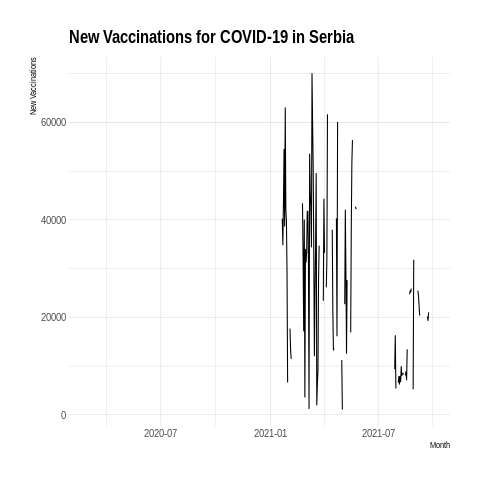 New Vaccinations for COVID-19 in Serbia
New Vaccinations
60000
40000
20000
0
2020-07
2021-01
2021-07
Month